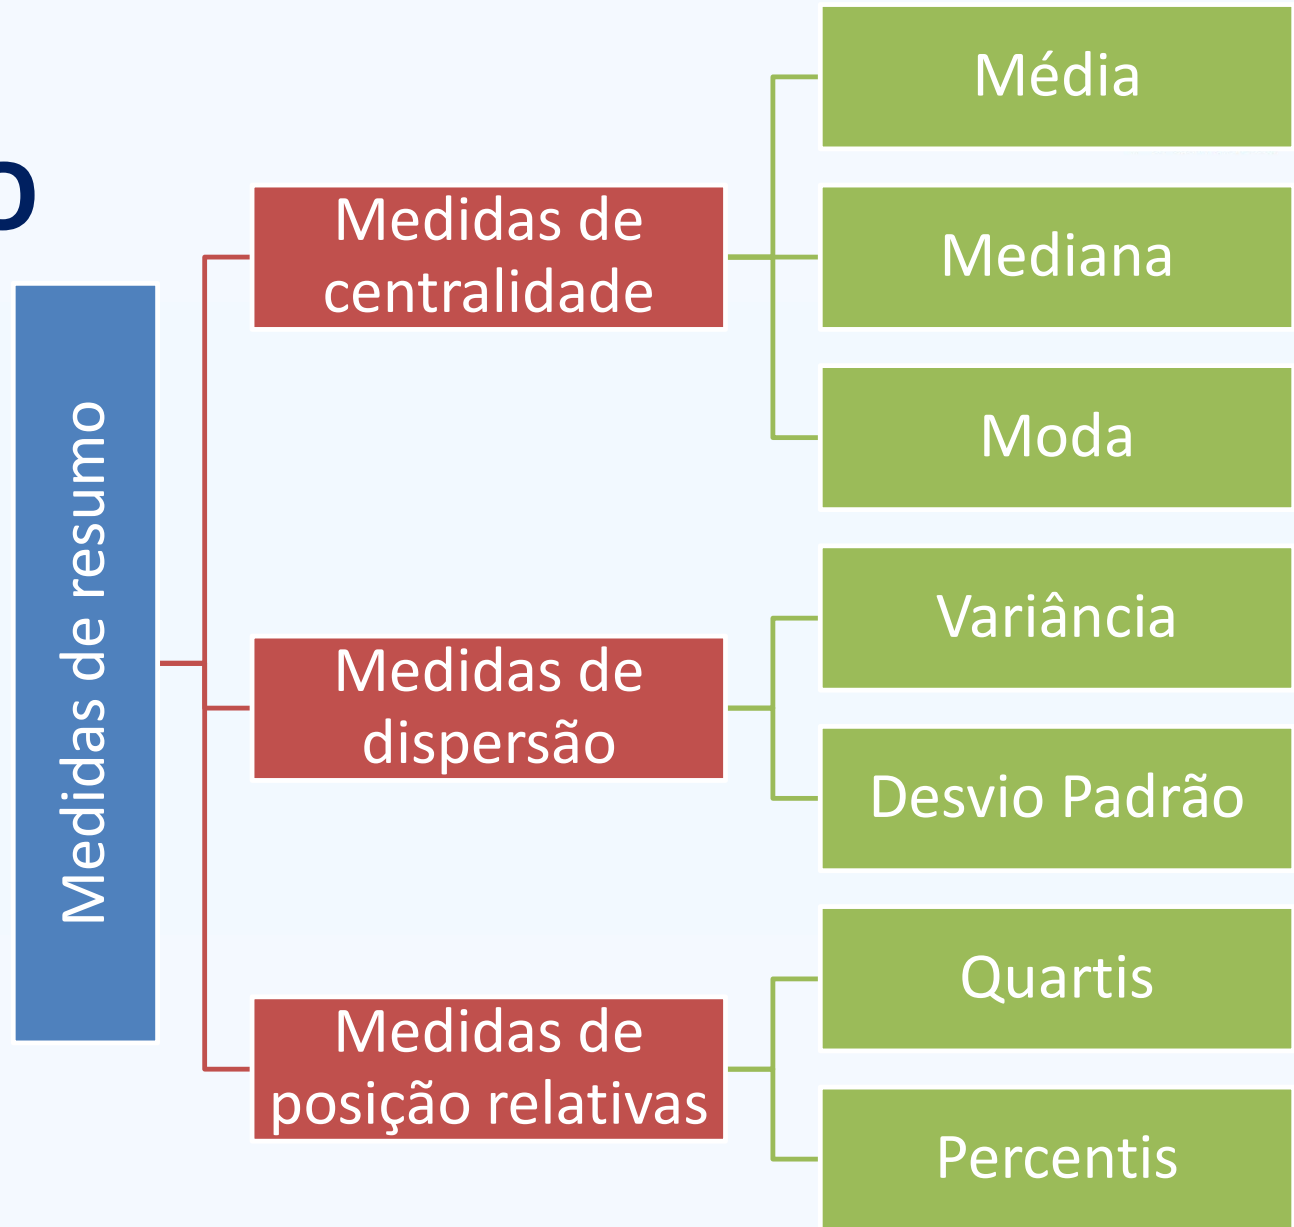 o
Medidas de resumo
Medidas de
centralidade
Média
Mediana
Moda
Medidas de
dispersão
Variância
Desvio Padrão
Medidas de
posição relativas
Quartis
Percentis